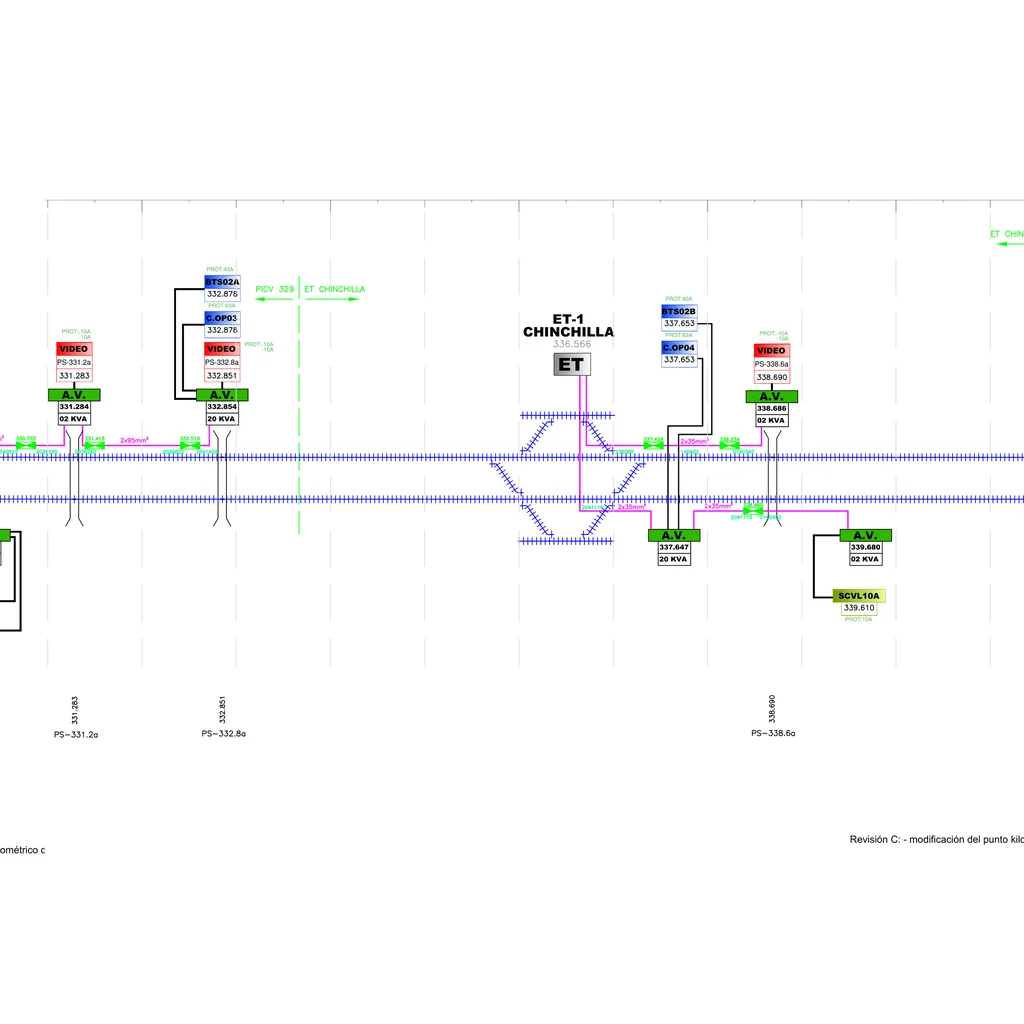 ET CHIN
PROT:40A
BTS02A
332.878
PICV 329
ET CHINCHILLA
PROT:63A
C.OP03
332.878
PROT:-10A
-10A
VIDEO
PS-331.2a
331.283
A.V.
331.284
02 KVA
VIDEO
PS-332.8a
332.851
PROT:-10A
-10A
A.V.
332.854
20 KVA
ET-1
CHINCHILLA
336.566
ET
PROT:40A
BTS02B
337.653
PROT:63A
C.OP04
337.653
PROT:-10A
-10A
VIDEO
PS-338.6a
338.690
A.V.
338.686
02 KVA
331.413
2x95mm²
2x35mm²
2x35mm²
2x35mm²
A.V.
337.647
20 KVA
A.V.
339.680
02 KVA
SCVL10A
339.610
PROT:10A
331.283
PS-331.2a
332.851
PS-332.8a
338.690
PS-338.6a
Revisión C: - modificación del punto kilo
ométrico d